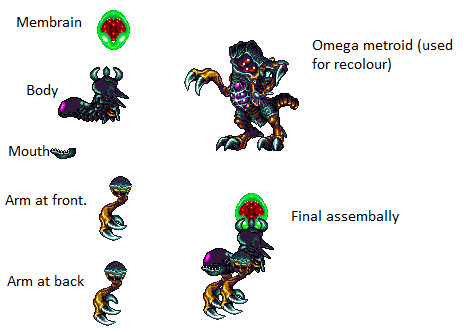 Membrain
Omega metroid (used
for recolour)
Body
Mouth
Arm at front.
Final assembally
Arm at back